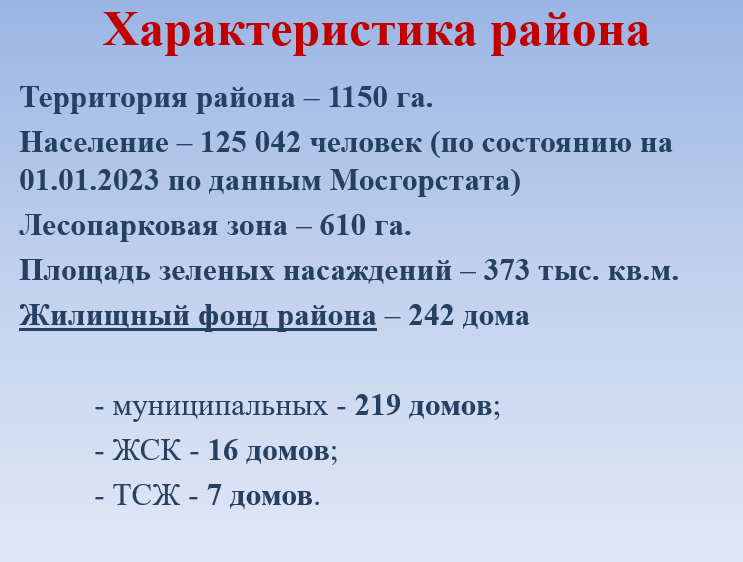 Характеристика района
Территория района – 1150 га.
Население – 125 042 человек (по состоянию на
01.01.2023 по данным Мосгорстата)
Лесопарковая зона – 610 га.
Площадь зеленых насаждений – 373 тыс. кв.м.
Жилищный фонд района – 242 дома
- муниципальных - 219 домов;
- ЖСК - 16 домов;
- ТСЖ - 7 домов.